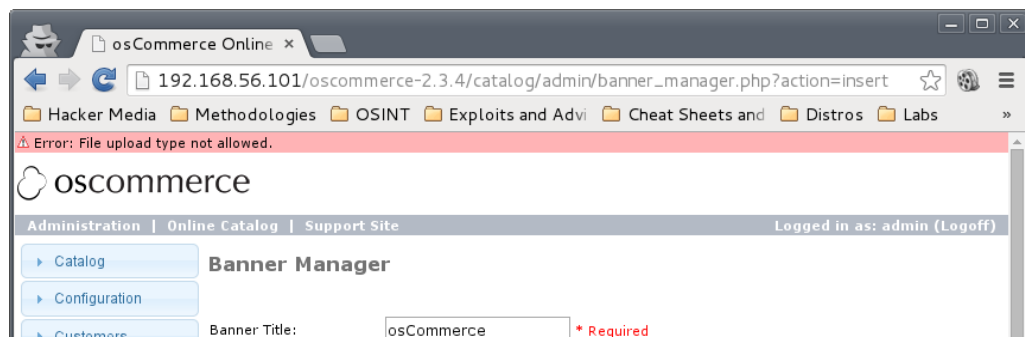 osCommerce Online
192.168.56.101/oscommerce-2.3.4/catalog/admin/banner_manager.php?action=insert
Hacker Media Methodologies OSINT Exploits and Advi Cheat Sheets and Distros Labs »
Error: File upload type not allowed.
oscommerce
Administration | Online Catalog | Support Site Logged in as: admin (Logoff)
Catalog
Banner Manager
Configuration
Customers
Banner Title: osCommerce * Required